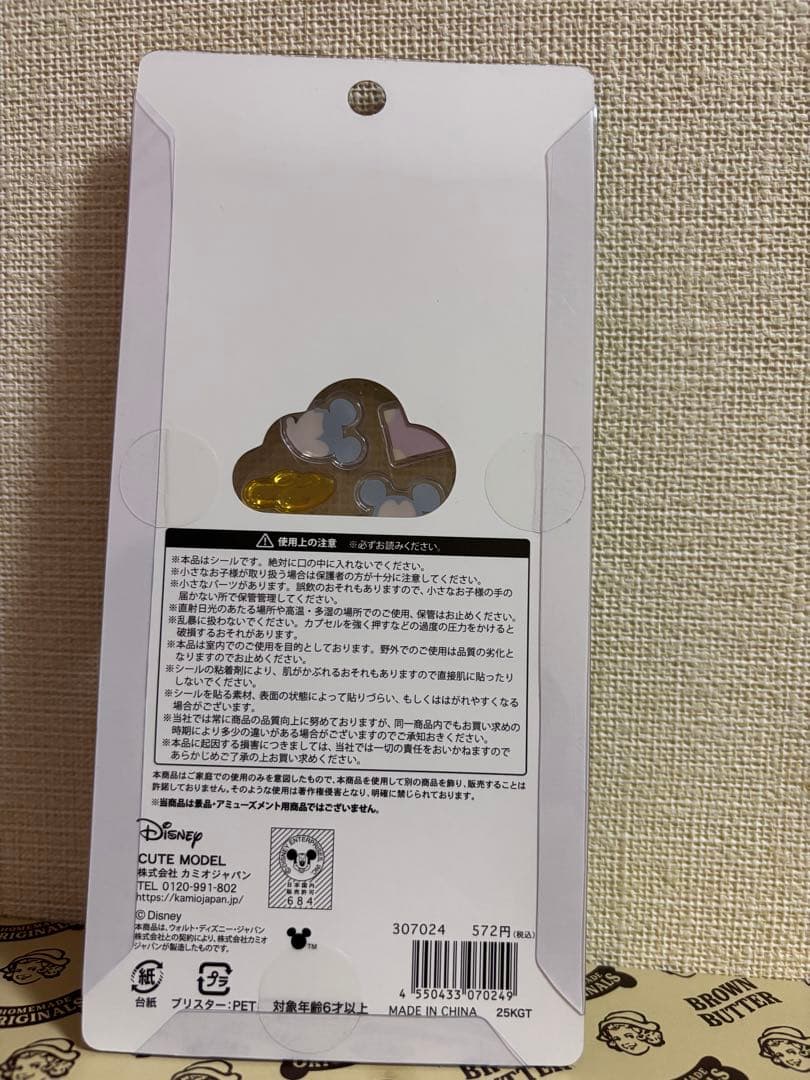 使用上の注意 ※必ずお読みください。
※本品はシールです。絶対に口の中に入れないでください。
※小さなお子様が取り扱う場合は保護者の方が十分に注意してください。
※小さなパーツがあります。誤飲のおそれもありますので、小さなお子様の手の
届かない所で保管管理してください。
※直射日光のあたる場所や高温・多湿の場所でのご使用、保管はお止めください。
※乱暴に扱わないでください。カプセルを強く押すなどの過度の圧力をかけると
破損するおそれがあります。
※本品は室内でのご使用を目的としております。野外でのご使用は品質の劣化と
なりますのでお止めください。
※シールの粘着剤により、肌がかぶれるおそれもありますので直接肌に貼ったり
しないでください。
※シールを貼る素材、表面の状態によって貼りづらい、もしくははがれやすくなる
場合がございます。
※当社では常に商品の品質向上に努めておりますが、同一商品内でもお買い求めの
時期により多少の違いがある場合がございますのでご承知おきください。
※本品に起因する損害につきましては、当社では一切の責任をおいかねますので
あらかじめご了承の上お買い求めください。
本商品はご家庭での使用のみを意図したもので、本商品を使用して別の商品を飾り、販売することは
許諾しておりません。そのような使用は著作権侵害となり、明確に禁じられております。
※当商品は景品・アミューズメント用商品ではございません。
Disney
CUTE MODEL
株式会社 カミオジャパン
TEL 0120-991-802
https://kamiojapan.jp/
©Disney
本商品は、ウォルト・ディズニー・ジャパン
株式会社との契約により、株式会社カミオ
ジャパンが製造したものです。
©DISNEY ENTERPRISES, INC.
日本国内
販売許可
684
TM
307024 572円(税込)
4 550433 070249
紙
台紙
プラ
ブリスター:PET
対象年齢6才以上
MADE IN CHINA 25KGT
HOMEMADE
ORIGINALS
HOMEMADE
ORIGINALS
BROWN
BUTTER